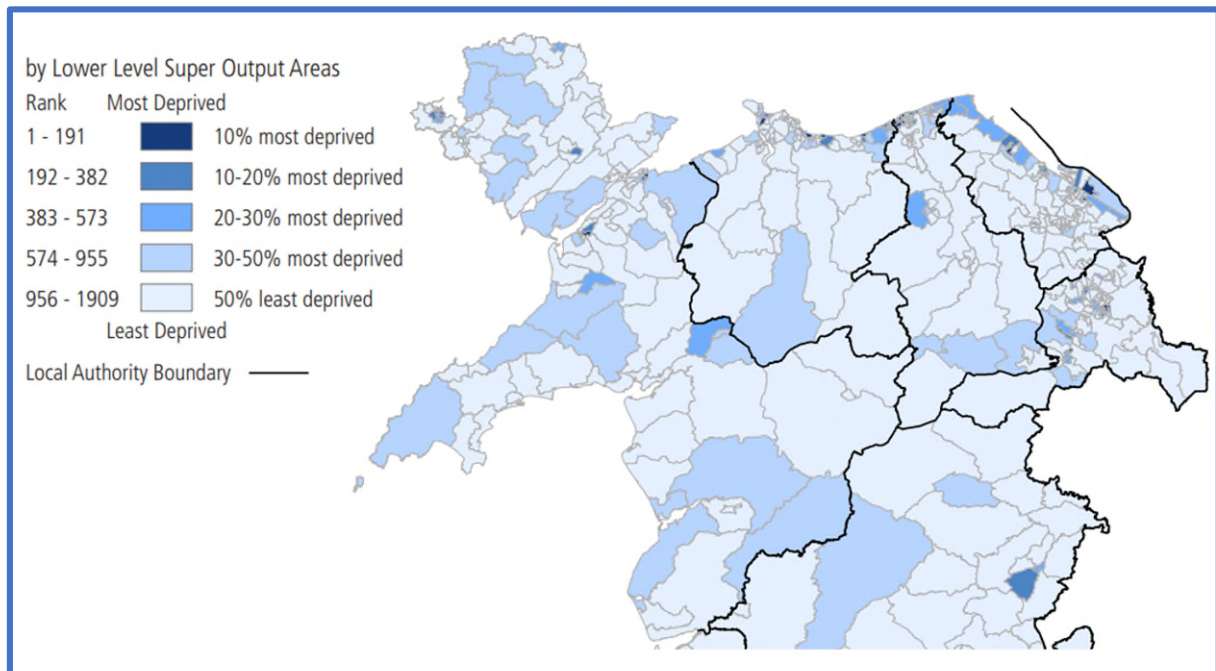 by Lower Level Super Output Areas
Rank Most Deprived
1 - 191 10% most deprived
192 - 382 10-20% most deprived
383 - 573 20-30% most deprived
574 - 955 30-50% most deprived
956 - 1909 50% least deprived
Least Deprived
Local Authority Boundary